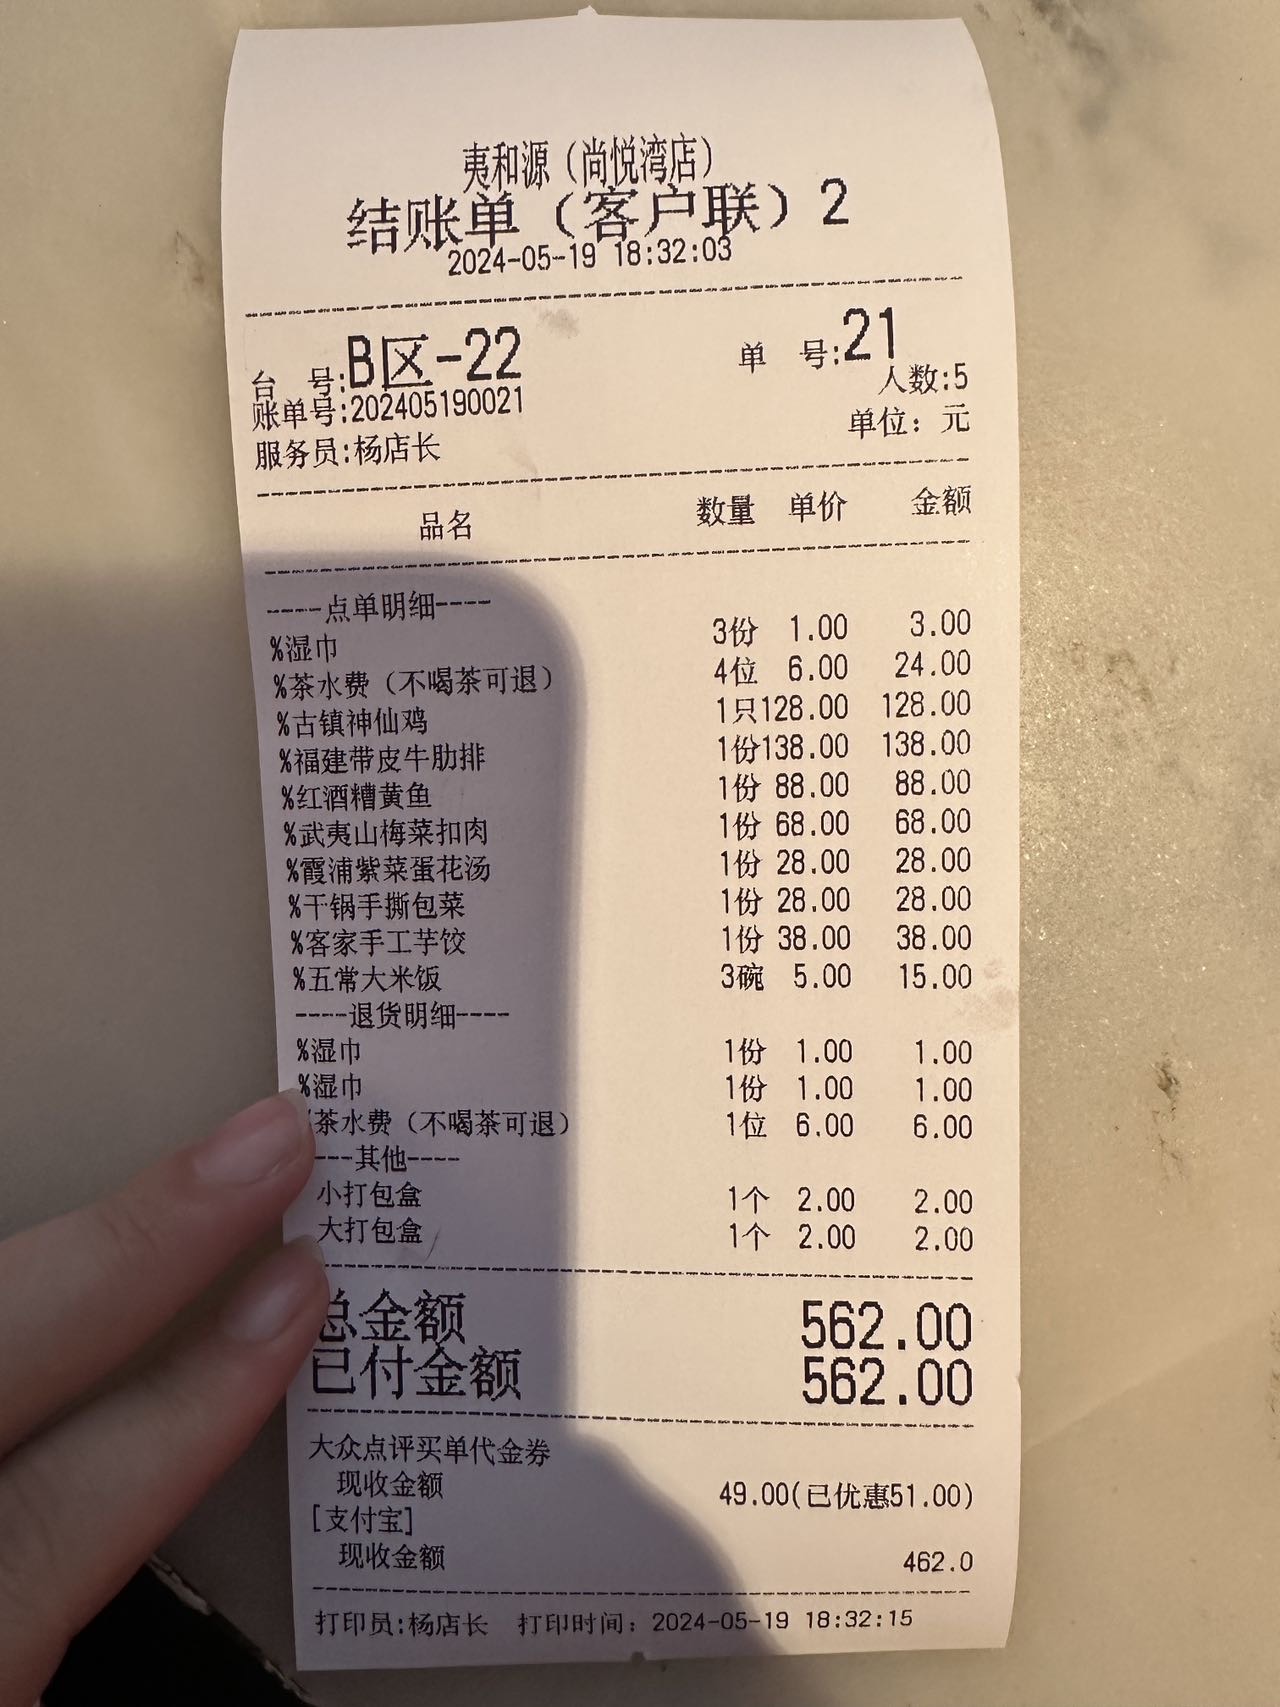 夷和源（尚悦湾店）
结账单（客户联）2
2024-05-19 18:32:03
台 号:B区-22 单 号:21
人数:5
账单号:202405190021
单位：元
服务员:杨店长
品名 数量 单价 金额
----点单明细----
%湿巾 3份 1.00 3.00
%茶水费（不喝茶可退） 4位 6.00 24.00
%古镇神仙鸡 1只 128.00 128.00
%福建带皮牛肋排 1份 138.00 138.00
%红酒糟黄鱼 1份 88.00 88.00
%武夷山梅菜扣肉 1份 68.00 68.00
%霞浦紫菜蛋花汤 1份 28.00 28.00
%干锅手撕包菜 1份 28.00 28.00
%客家手工芋饺 1份 38.00 38.00
%五常大米饭 3碗 5.00 15.00
----退货明细----
%湿巾 1份 1.00 1.00
%湿巾 1份 1.00 1.00
茶水费（不喝茶可退） 1位 6.00 6.00
---其他----
小打包盒 1个 2.00 2.00
大打包盒 1个 2.00 2.00
总金额 562.00
已付金额 562.00
大众点评买单代金券
现收金额 49.00(已优惠51.00)
[支付宝]
现收金额 462.0
打印员:杨店长 打印时间：2024-05-19 18:32:15